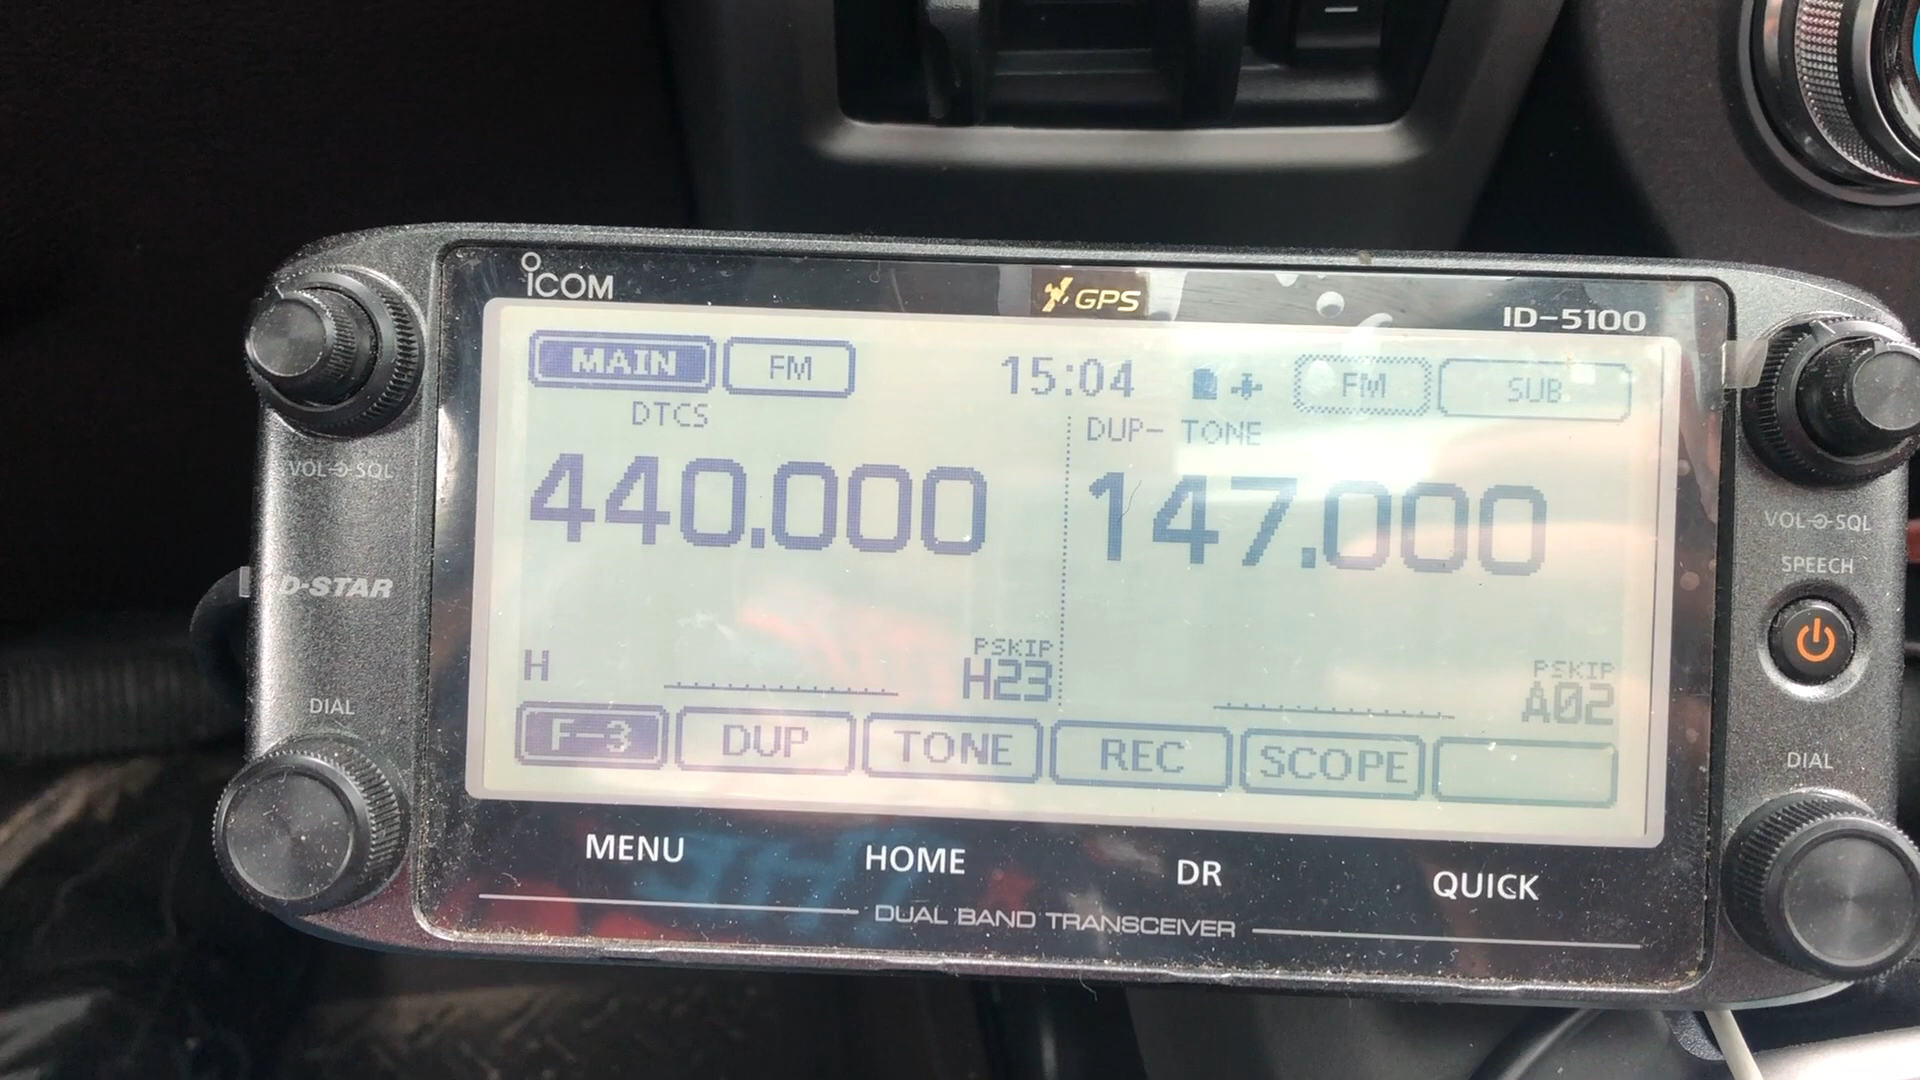 ICOM
GPS
ID-5100
MAIN FM 15:04 FM SUB
DTCS
DUP- TONE
440.000
147.000
H
PSKIP
H23
PSKIP
A02
F-3 DUP TONE REC SCOPE
VOL SQL
D-STAR
DIAL
VOL SQL
SPEECH
DIAL
MENU HOME DR QUICK
DUAL BAND TRANSCEIVER